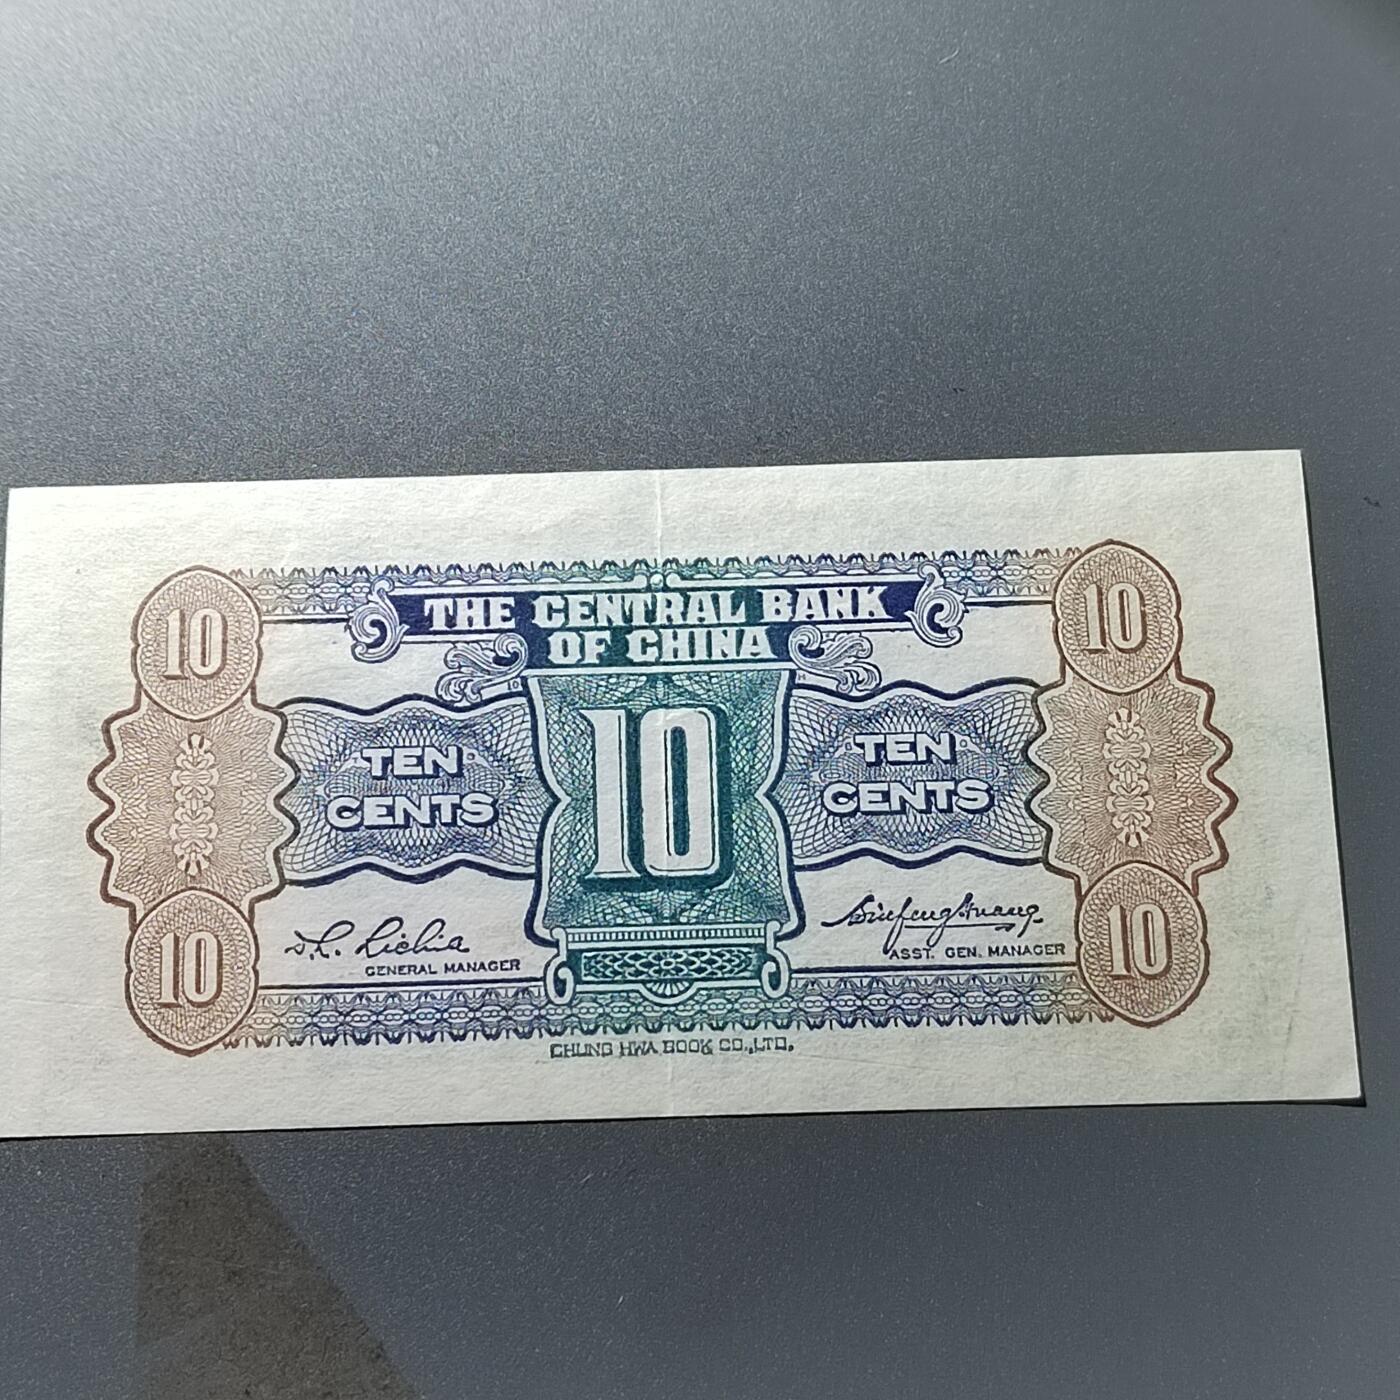 THE CENTRAL BANK
OF CHINA
10
10
10
TEN
CENTS
TEN
CENTS
10
10
GENERAL MANAGER
ASST. GEN. MANAGER
CHUNG HWA BOOK CO.,LTD.